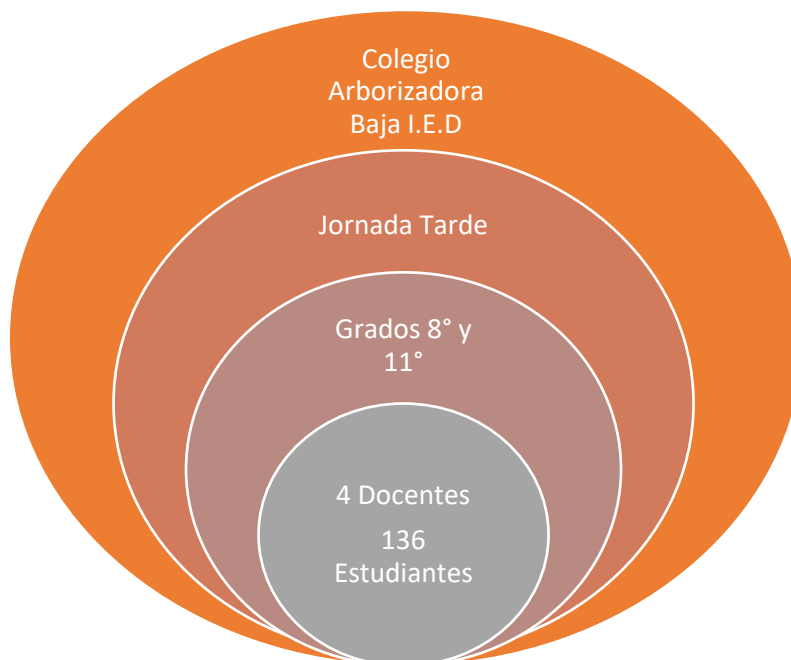 Colegio
Arborizadora
Baja I.E.D
Jornada Tarde
Grados 8° y
11°
4 Docentes
136
Estudiantes